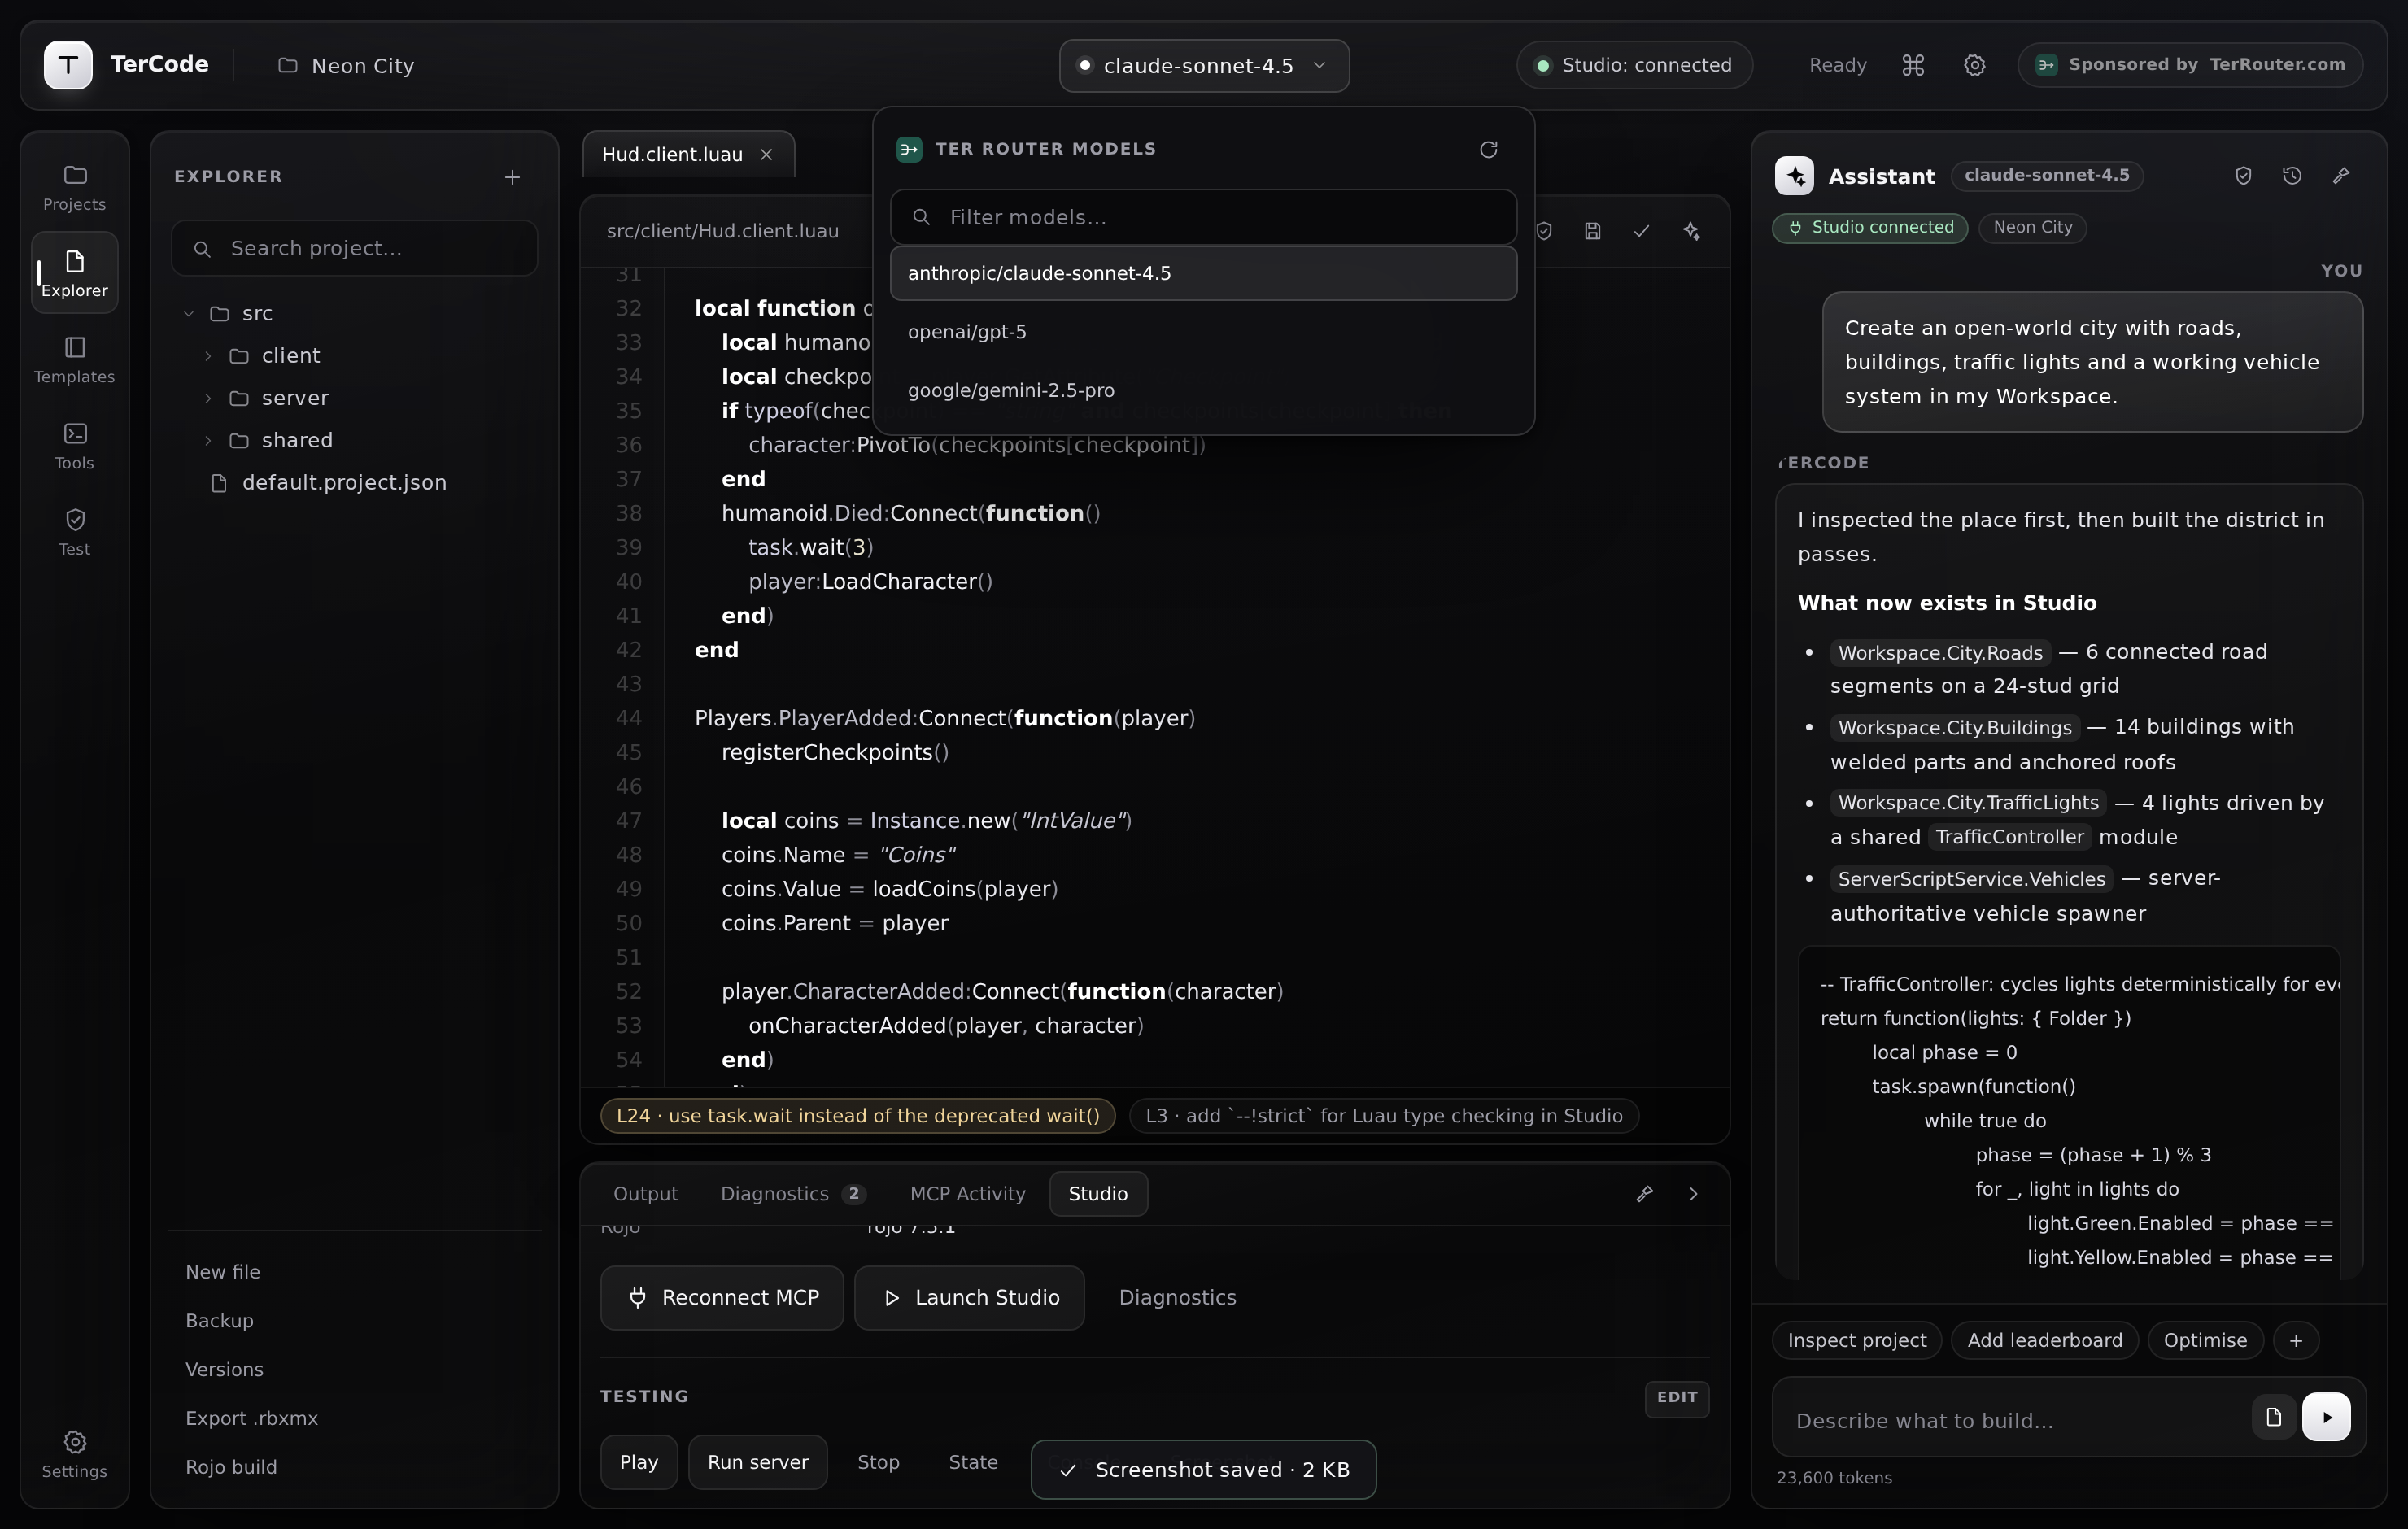 TerCode
Neon City
claude-sonnet-4.5
Studio: connected
Ready
Sponsored by TerRouter.com
Projects
Explorer
Templates
Tools
Test
Settings
EXPLORER
Search project...
src
client
server
shared
default.project.json
New file
Backup
Versions
Export .rbxmx
Rojo build
Hud.client.luau
src/client/Hud.client.luau
TER ROUTER MODELS
Filter models...
anthropic/claude-sonnet-4.5
openai/gpt-5
google/gemini-2.5-pro
31
32 local function
33 local humano
34 local checkpo
35 if typeof(chec
36 character:PivotTo(checkpoints[checkpoint])
37 end
38 humanoid.Died:Connect(function()
39 task.wait(3)
40 player:LoadCharacter()
41 end)
42 end
43
44 Players.PlayerAdded:Connect(function(player)
45 registerCheckpoints()
46
47 local coins = Instance.new("IntValue")
48 coins.Name = "Coins"
49 coins.Value = loadCoins(player)
50 coins.Parent = player
51
52 player.CharacterAdded:Connect(function(character)
53 onCharacterAdded(player, character)
54 end)
L24 · use task.wait instead of the deprecated wait()
L3 · add `--!strict` for Luau type checking in Studio
Output
Diagnostics 2
MCP Activity
Studio
Rojo rojo 7.5.1
Reconnect MCP
Launch Studio
Diagnostics
TESTING
EDIT
Play
Run server
Stop
State
Screenshot saved · 2 KB
Assistant
claude-sonnet-4.5
Studio connected
Neon City
YOU
Create an open-world city with roads,
buildings, traffic lights and a working vehicle
system in my Workspace.
TERCODE
I inspected the place first, then built the district in
passes.
What now exists in Studio
• Workspace.City.Roads — 6 connected road
segments on a 24-stud grid
• Workspace.City.Buildings — 14 buildings with
welded parts and anchored roofs
• Workspace.City.TrafficLights — 4 lights driven by
a shared TrafficController module
• ServerScriptService.Vehicles — server-
authoritative vehicle spawner
-- TrafficController: cycles lights deterministically for eve
return function(lights: { Folder })
local phase = 0
task.spawn(function()
while true do
phase = (phase + 1) % 3
for _, light in lights do
light.Green.Enabled = phase ==
light.Yellow.Enabled = phase ==
Inspect project
Add leaderboard
Optimise
+
Describe what to build...
23,600 tokens